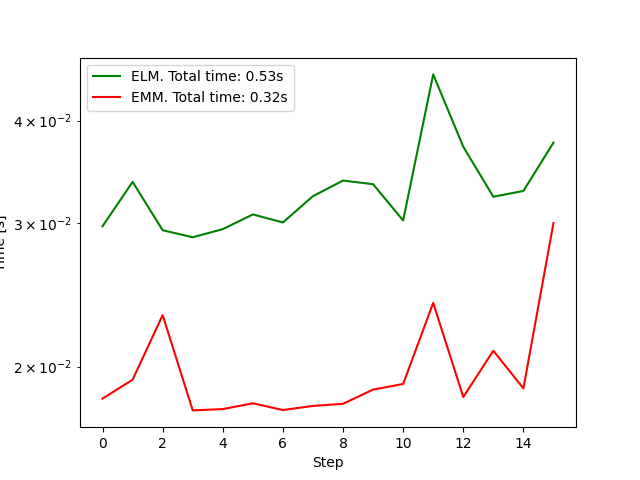 ELM. Total time: 0.53s
EMM. Total time: 0.32s
4 × 10⁻²
3 × 10⁻²
2 × 10⁻²
Time [s]
0 2 4 6 8 10 12 14
Step